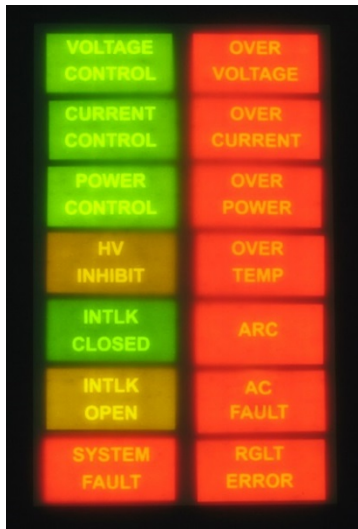 VOLTAGE
CONTROL
OVER
VOLTAGE
CURRENT
CONTROL
OVER
CURRENT
POWER
CONTROL
OVER
POWER
HV
INHIBIT
OVER
TEMP
INTLK
CLOSED
ARC
INTLK
OPEN
AC
FAULT
SYSTEM
FAULT
RGLT
ERROR